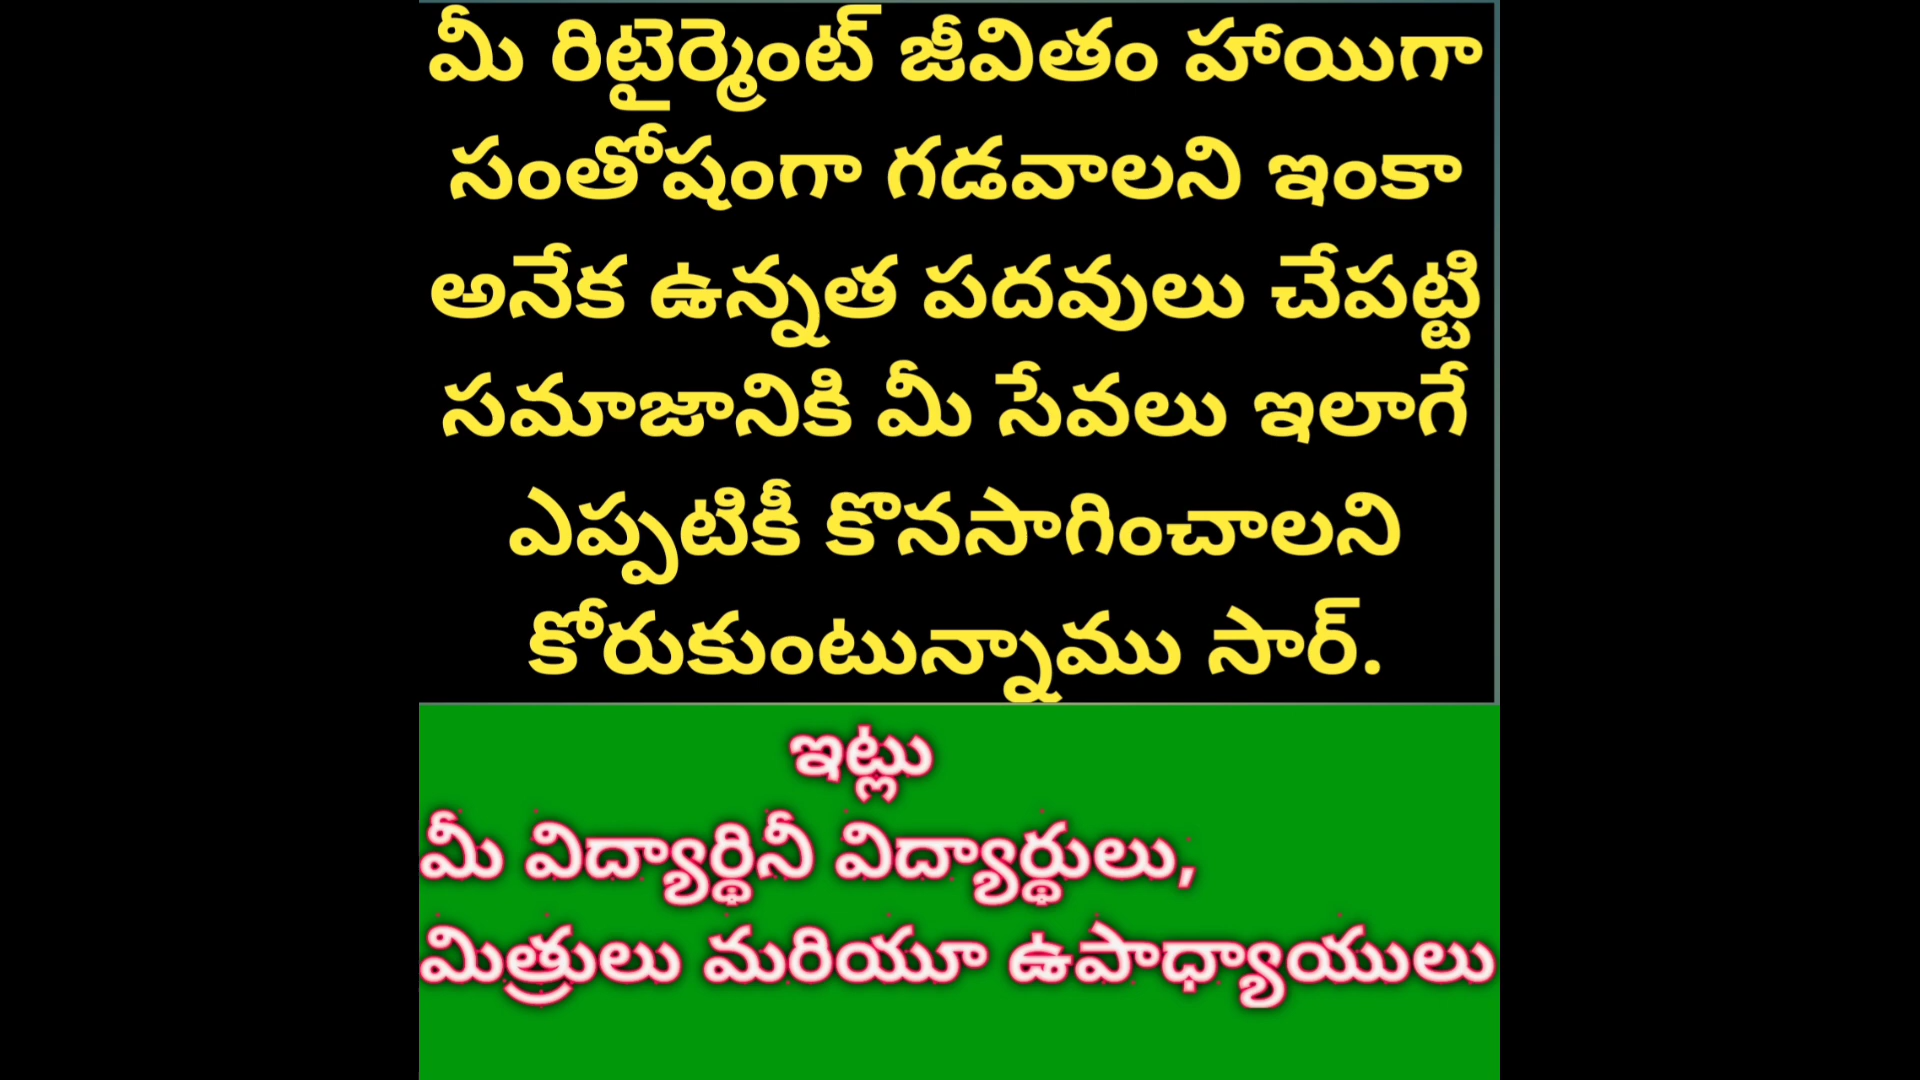 మీ రిటైర్మెంట్ జీవితం హాయిగా
సంతోషంగా గడవాలని ఇంకా
అనేక ఉన్నత పదవులు చేపట్టి
సమాజానికి మీ సేవలు ఇలాగే
ఎప్పటికీ కొనసాగించాలని
కోరుకుంటున్నాము సార్.
ఇట్లు
మీ విద్యార్థినీ విద్యార్థులు,
మిత్రులు మరియూ ఉపాధ్యాయులు